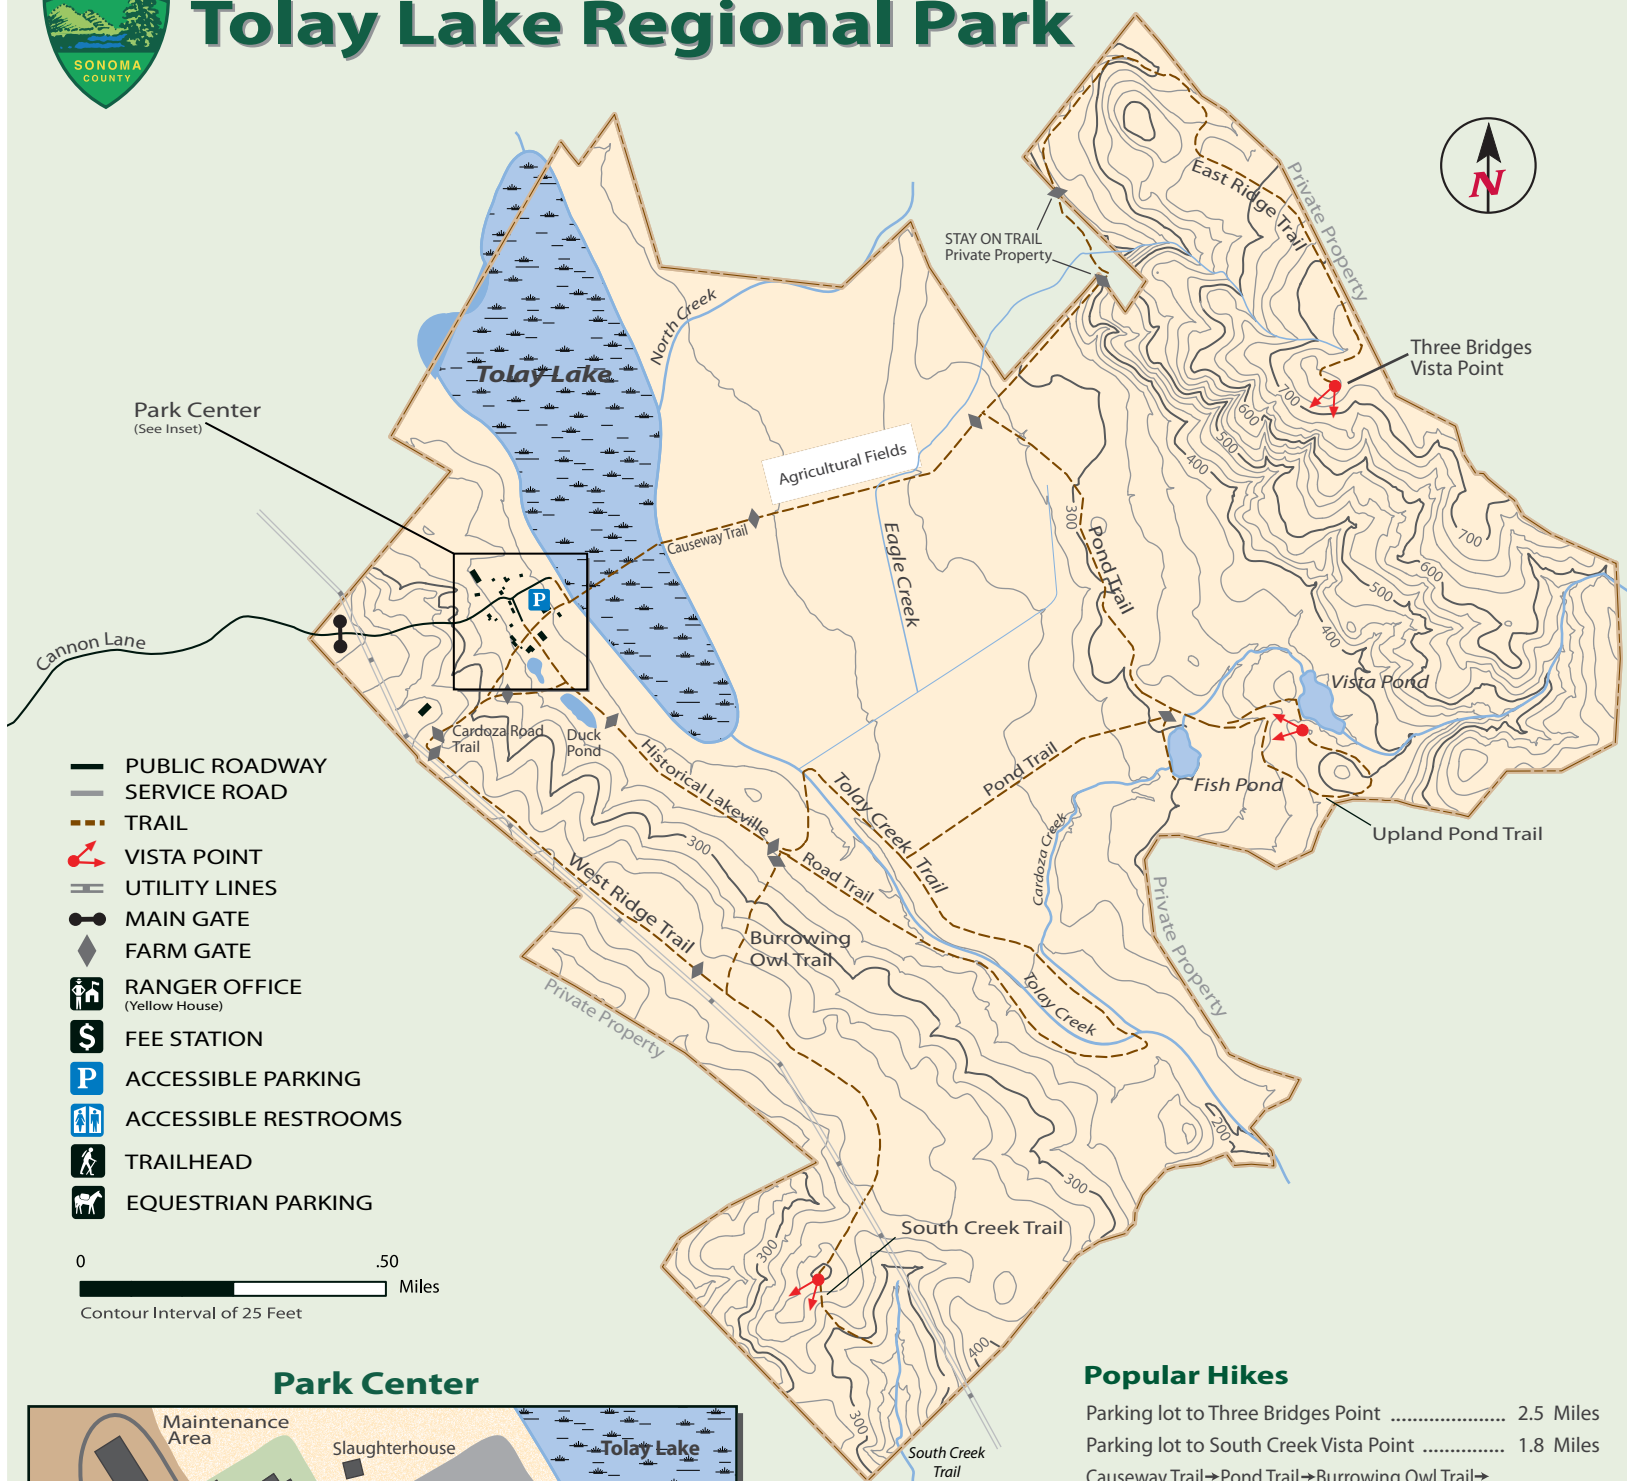 Tolay Lake Regional Park
SONOMA
COUNTY
N
East Ridge Trail
Private Property
STAY ON TRAIL
Private Property
North Creek
Tolay Lake
Three Bridges
Vista Point
Park Center
(See Inset)
700
600
500
400
Agricultural Fields
Causeway Trail
Eagle Creek
300
Pond Trail
700
600
500
400
P
Cannon Lane
Vista Pond
Cardoza Road
Trail
Duck
Pond
Historical Lakeville
Road Trail
Pond Trail
Fish Pond
Upland Pond Trail
Tolay Creek Trail
Cardoza Creek
300
West Ridge Trail
Burrowing
Owl Trail
Private Property
Private Property
Tolay Creek
200
300
South Creek Trail
300
400
300
South Creek
Trail
PUBLIC ROADWAY
SERVICE ROAD
TRAIL
VISTA POINT
UTILITY LINES
MAIN GATE
FARM GATE
RANGER OFFICE
(Yellow House)
$ FEE STATION
P ACCESSIBLE PARKING
ACCESSIBLE RESTROOMS
TRAILHEAD
EQUESTRIAN PARKING
0 .50
Miles
Contour Interval of 25 Feet
Park Center
Maintenance
Area
Slaughterhouse
Tolay Lake
Popular Hikes
Parking lot to Three Bridges Point ..................... 2.5 Miles
Parking lot to South Creek Vista Point ............... 1.8 Miles
Causeway Trail→Pond Trail→Burrowing Owl Trail→